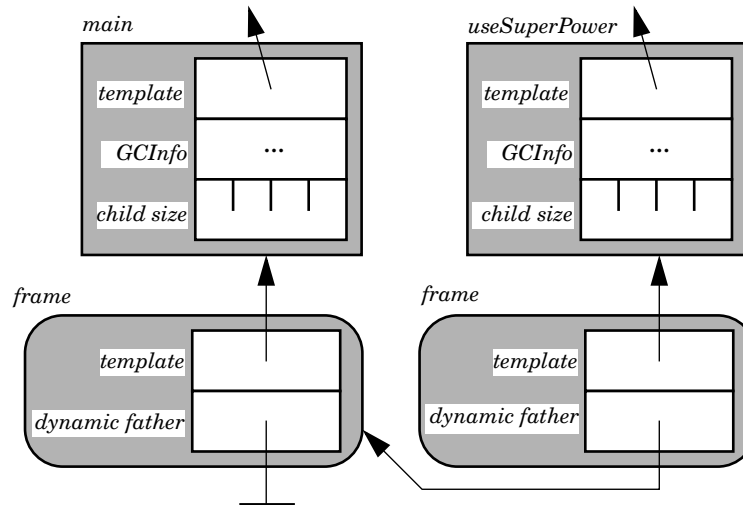 main
template
GCInfo
...
child size
useSuperPower
template
GCInfo
...
child size
frame
template
dynamic father
frame
template
dynamic father